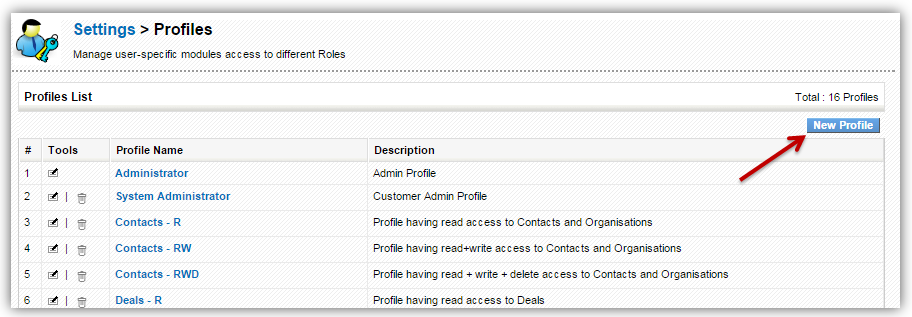 Settings > Profiles
Manage user-specific modules access to different Roles
Profiles List Total : 16 Profiles
New Profile
# Tools Profile Name Description
1 Administrator Admin Profile
2 | System Administrator Customer Admin Profile
3 | Contacts - R Profile having read access to Contacts and Organisations
4 | Contacts - RW Profile having read+write access to Contacts and Organisations
5 | Contacts - RWD Profile having read + write + delete access to Contacts and Organisations
6 | Deals - R Profile having read access to Deals